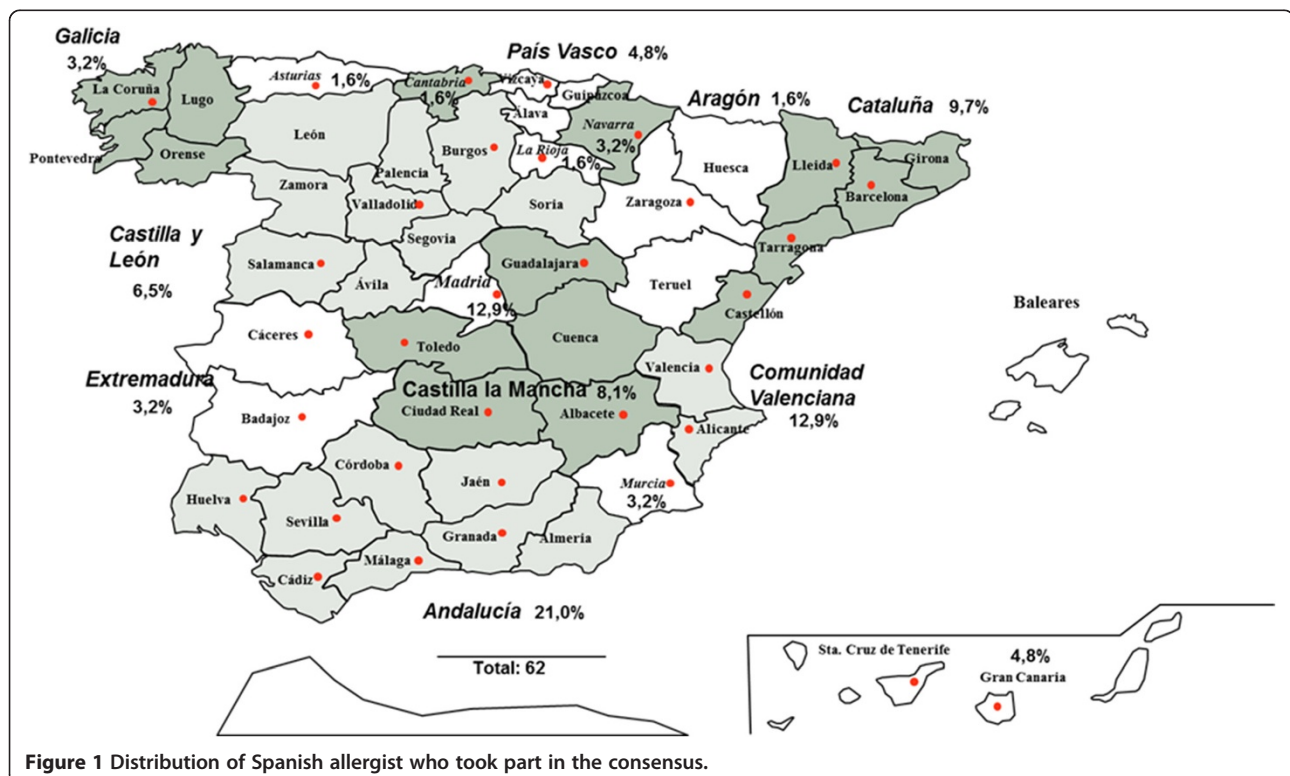 Galicia
3,2%
País Vasco 4,8%
Asturias 1,6%
Cantabria
1,6%
Vizcaya
Guipúzcoa
Aragón 1,6%
Cataluña 9,7%
La Coruña
Lugo
León
Álava
Navarra
3,2%
Pontevedra
Orense
Palencia
Burgos
La Rioja
1,6%
Huesca
Lleida
Girona
Barcelona
Zamora
Valladolid
Soria
Zaragoza
Tarragona
Castilla y
León
6,5%
Segovia
Salamanca
Ávila
Madrid
12,9%
Guadalajara
Teruel
Castellón
Baleares
Cáceres
Toledo
Cuenca
Valencia
Extremadura
3,2%
Castilla la Mancha 8,1%
Comunidad
Valenciana
12,9%
Badajoz
Ciudad Real
Albacete
Alicante
Córdoba
Jaén
Murcia
3,2%
Huelva
Sevilla
Granada
Almería
Málaga
Cádiz
Andalucía 21,0%
Total: 62
Sta. Cruz de Tenerife
4,8%
Gran Canaria
Figure 1 Distribution of Spanish allergist who took part in the consensus.